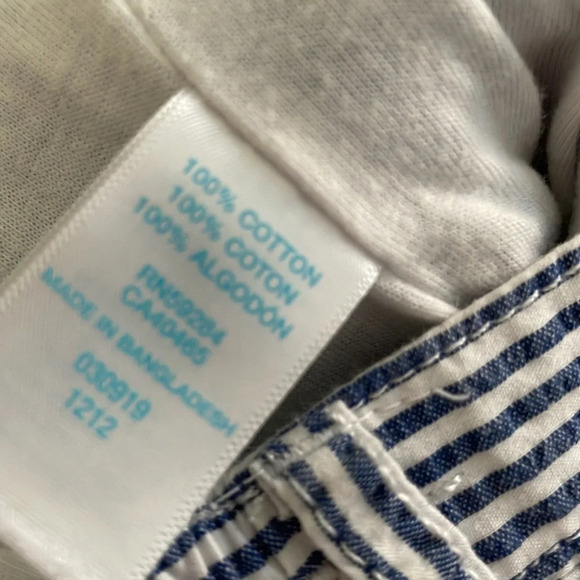 100% COTTON
100% COTON
100% ALGODÓN
RN59284
CA40465
MADE IN BANGLADESH
030919
1212